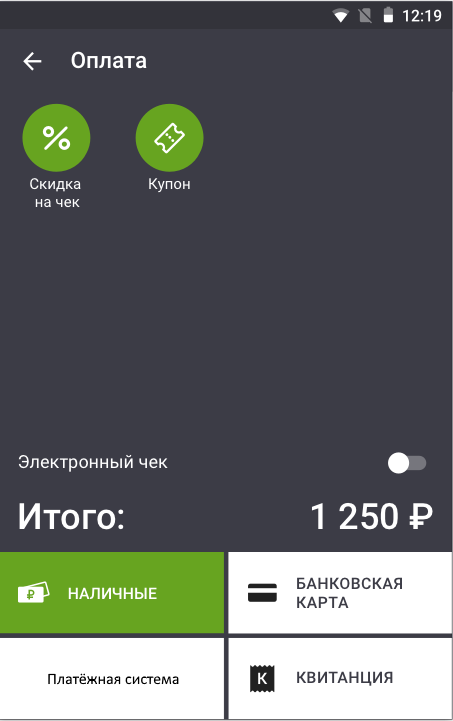 12:19
Оплата
Скидка
на чек
Купон
Электронный чек
Итого: 1 250 ₽
₽ НАЛИЧНЫЕ
БАНКОВСКАЯ
КАРТА
Платёжная система
К КВИТАНЦИЯ